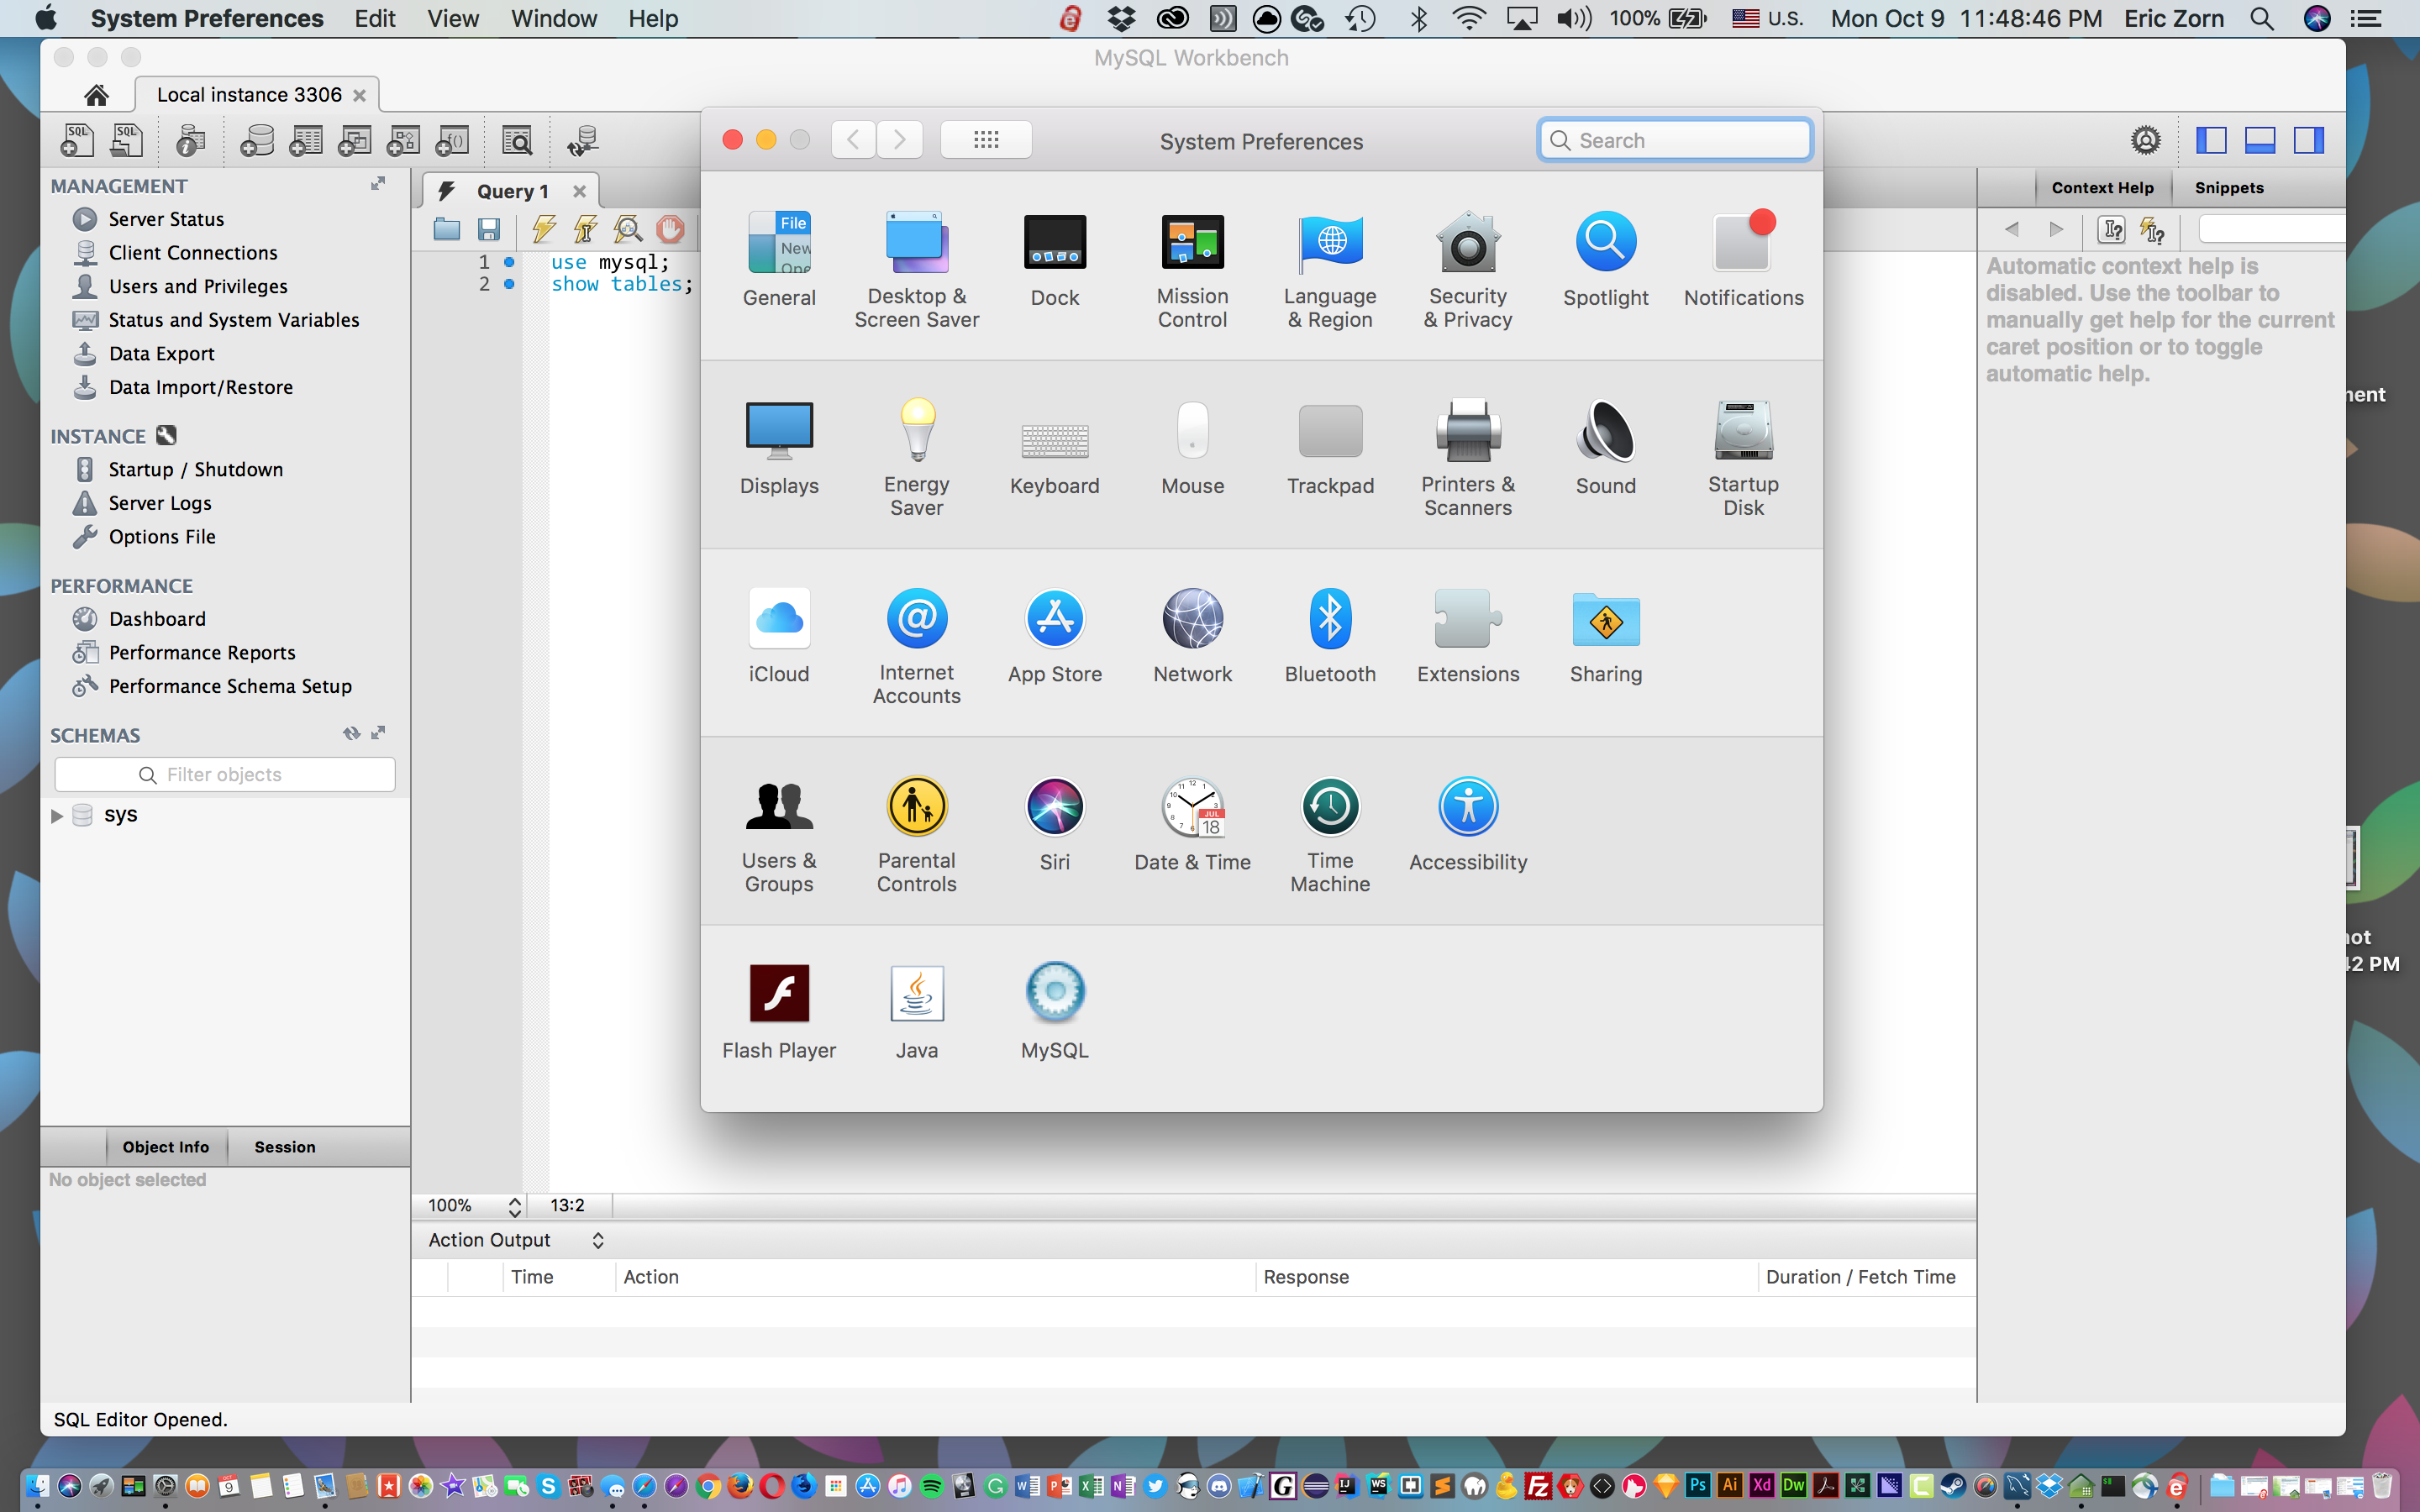 System Preferences Edit View Window Help
100% U.S. Mon Oct 9 11:48:46 PM Eric Zorn
MySQL Workbench
Local instance 3306
MANAGEMENT
Server Status
Client Connections
Users and Privileges
Status and System Variables
Data Export
Data Import/Restore
INSTANCE
Startup / Shutdown
Server Logs
Options File
PERFORMANCE
Dashboard
Performance Reports
Performance Schema Setup
SCHEMAS
Filter objects
sys
Object Info Session
No object selected
SQL Editor Opened.
Query 1
1 use mysql;
2 show tables;
100% 13:2
Action Output
Time Action Response Duration / Fetch Time
System Preferences
Search
File
New
General
Desktop &
Screen Saver
Dock
Mission
Control
Language
& Region
Security
& Privacy
Spotlight
Notifications
Displays
Energy
Saver
Keyboard
Mouse
Trackpad
Printers &
Scanners
Sound
Startup
Disk
iCloud
Internet
Accounts
App Store
Network
Bluetooth
Extensions
Sharing
Users &
Groups
Parental
Controls
Siri
JUL
18
Date & Time
Time
Machine
Accessibility
Flash Player
Java
MySQL
Context Help Snippets
Automatic context help is
disabled. Use the toolbar to
manually get help for the current
caret position or to toggle
automatic help.